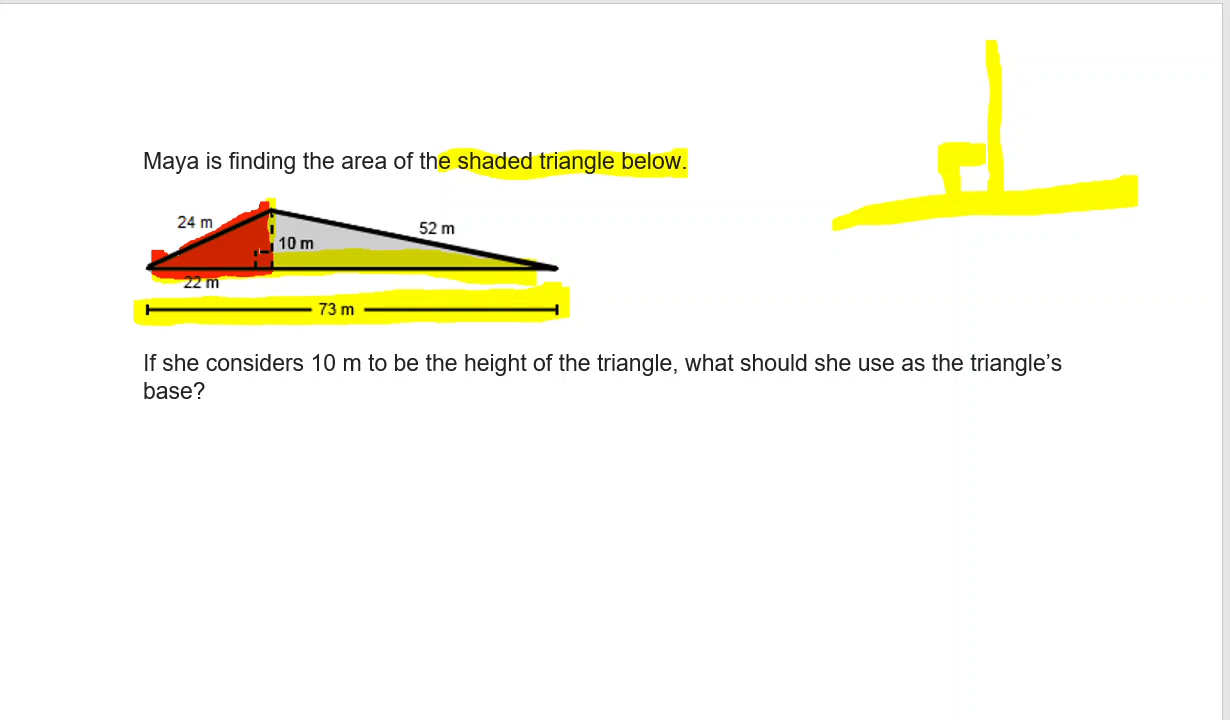 Maya is finding the area of the shaded triangle below.
24 m
52 m
10 m
22 m
73 m
If she considers 10 m to be the height of the triangle, what should she use as the triangle’s
base?